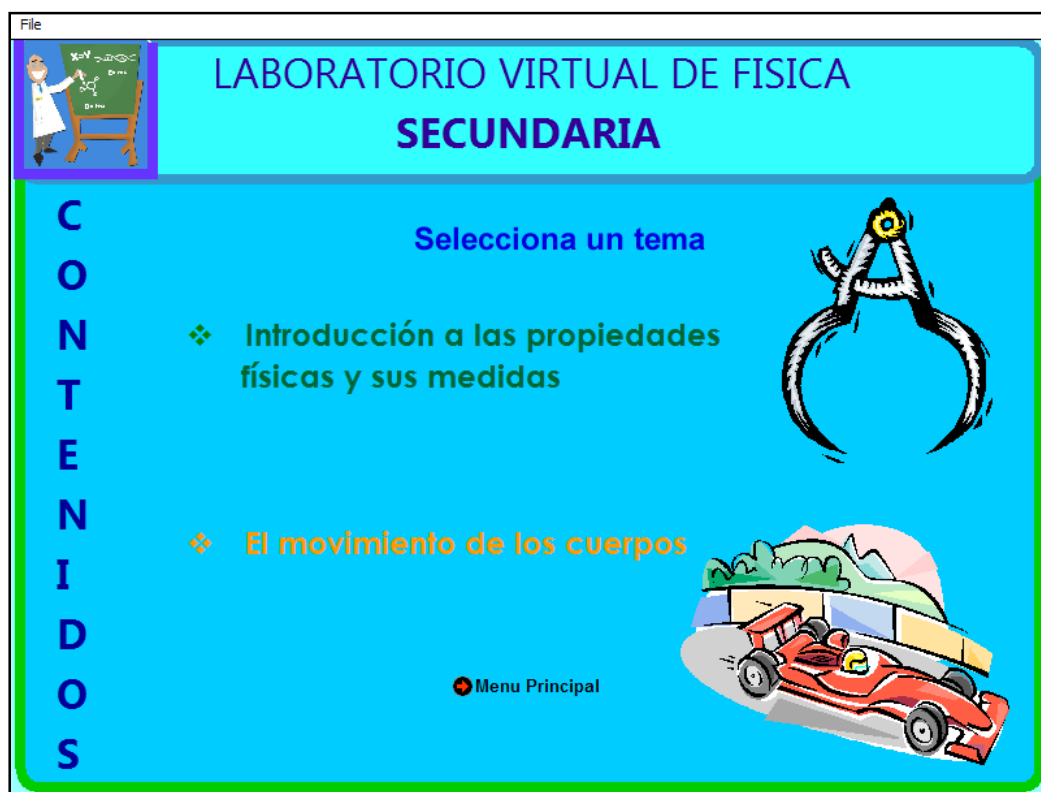 File
X=Y
LABORATORIO VIRTUAL DE FISICA
SECUNDARIA
C
O
N
T
E
N
I
D
O
S
Selecciona un tema
Introducción a las propiedades
físicas y sus medidas
El movimiento de los cuerpos
Menu Principal